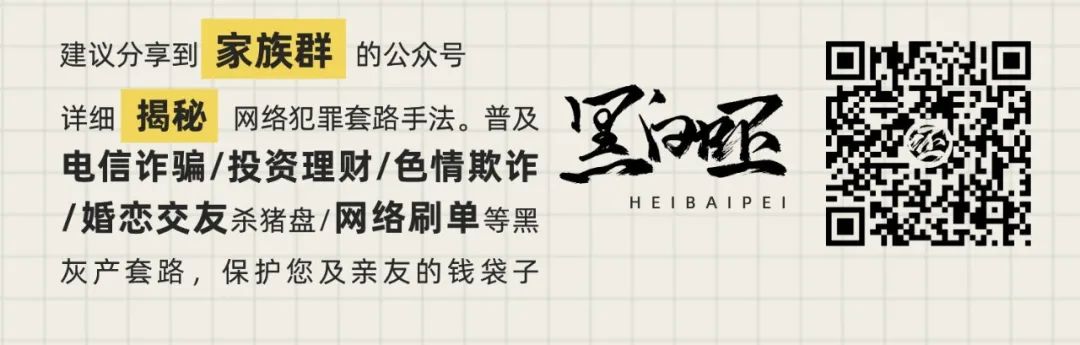 建议分享到 家族群 的公众号
详细 揭秘 网络犯罪套路手法。普及
电信诈骗/投资理财/色情欺诈
/婚恋交友杀猪盘/网络刷单等黑
灰产套路，保护您及亲友的钱袋子
黑白呸
HEIBAIPEI